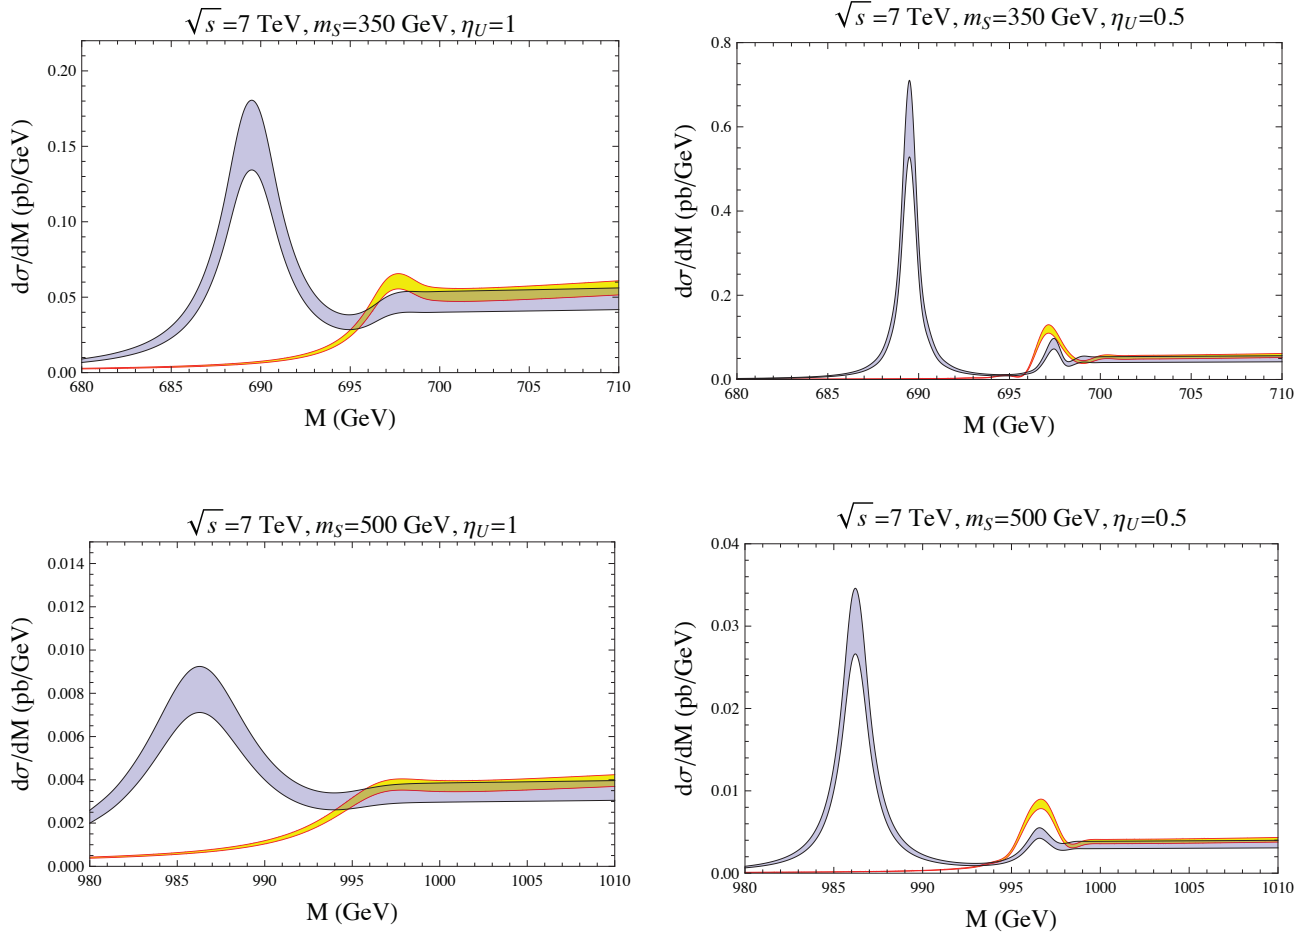 √s =7 TeV, m_S=350 GeV, η_U=1
dσ/dM (pb/GeV)
0.20
0.15
0.10
0.05
0.00
680 685 690 695 700 705 710
M (GeV)
√s =7 TeV, m_S=350 GeV, η_U=0.5
dσ/dM (pb/GeV)
0.8
0.6
0.4
0.2
0.0
680 685 690 695 700 705 710
M (GeV)
√s =7 TeV, m_S=500 GeV, η_U=1
dσ/dM (pb/GeV)
0.014
0.012
0.010
0.008
0.006
0.004
0.002
0.000
980 985 990 995 1000 1005 1010
M (GeV)
√s =7 TeV, m_S=500 GeV, η_U=0.5
dσ/dM (pb/GeV)
0.04
0.03
0.02
0.01
0.00
980 985 990 995 1000 1005 1010
M (GeV)